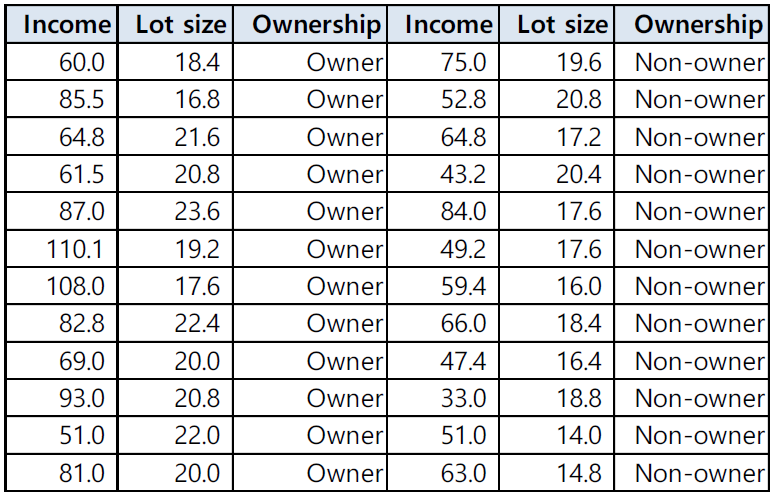 Income Lot size Ownership Income Lot size Ownership
60.0 18.4 Owner 75.0 19.6 Non-owner
85.5 16.8 Owner 52.8 20.8 Non-owner
64.8 21.6 Owner 64.8 17.2 Non-owner
61.5 20.8 Owner 43.2 20.4 Non-owner
87.0 23.6 Owner 84.0 17.6 Non-owner
110.1 19.2 Owner 49.2 17.6 Non-owner
108.0 17.6 Owner 59.4 16.0 Non-owner
82.8 22.4 Owner 66.0 18.4 Non-owner
69.0 20.0 Owner 47.4 16.4 Non-owner
93.0 20.8 Owner 33.0 18.8 Non-owner
51.0 22.0 Owner 51.0 14.0 Non-owner
81.0 20.0 Owner 63.0 14.8 Non-owner